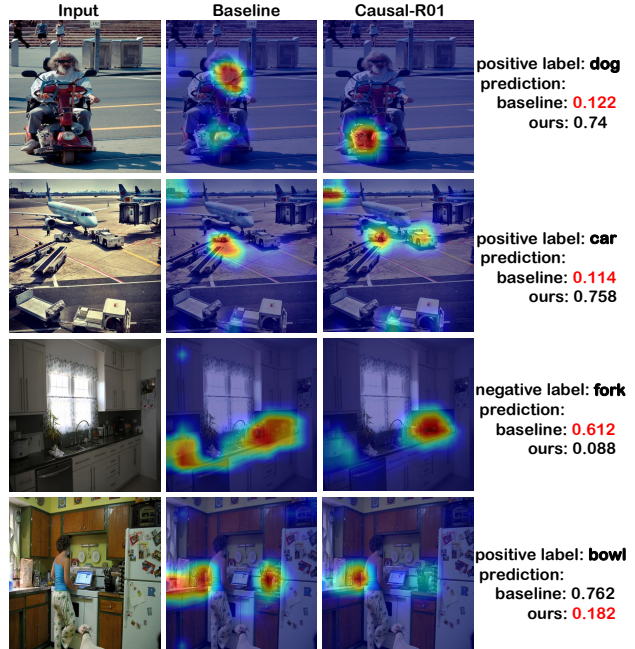 Input Baseline Causal-R01
positive label: dog
prediction:
baseline: 0.122
ours: 0.74
positive label: car
prediction:
baseline: 0.114
ours: 0.758
negative label: fork
prediction:
baseline: 0.612
ours: 0.088
positive label: bowl
prediction:
baseline: 0.762
ours: 0.182